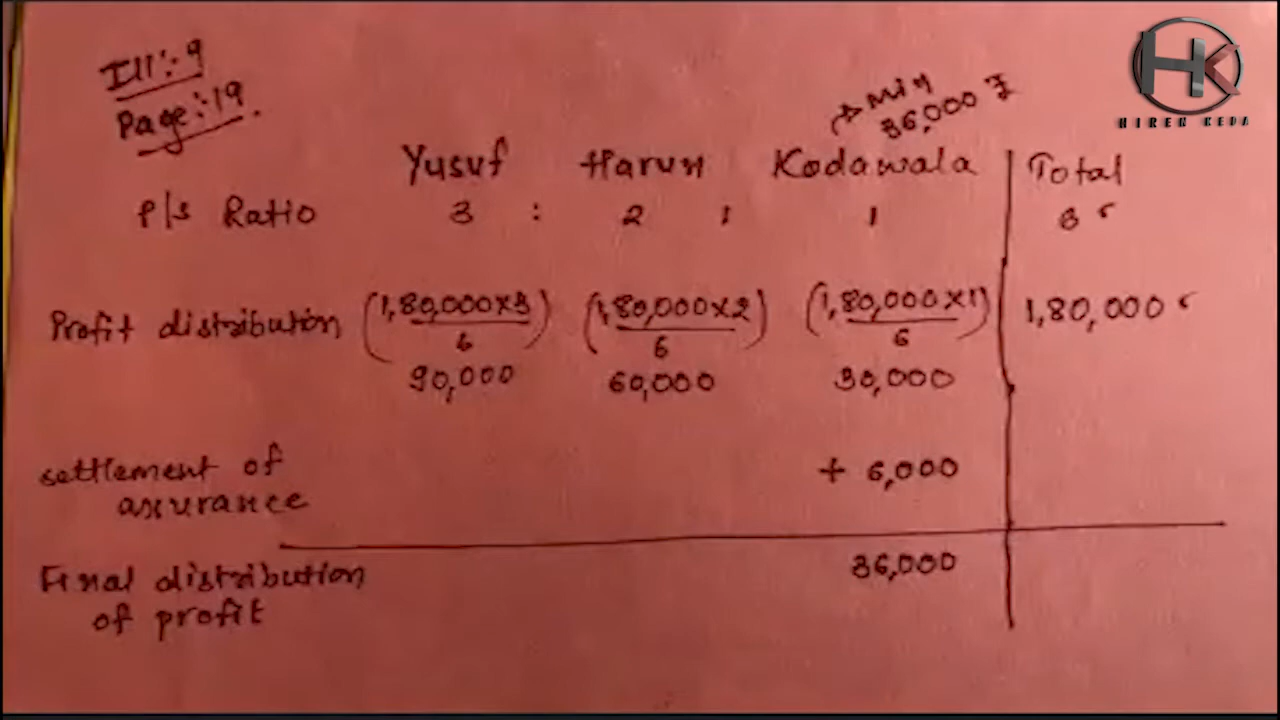 Ill:- 9
Page:- 19.
HK
HIREN KEDA
→ Min
36,000 ₹
Yusuf Harun Kodawala Total
P/s Ratio 3 : 2 : 1
Profit distribution (1,80,000×3/6) (1,80,000×2/6) (1,80,000×1/6) 1,80,000
90,000 60,000 30,000
settlement of + 6,000
assurance
Final distribution 36,000
of profit